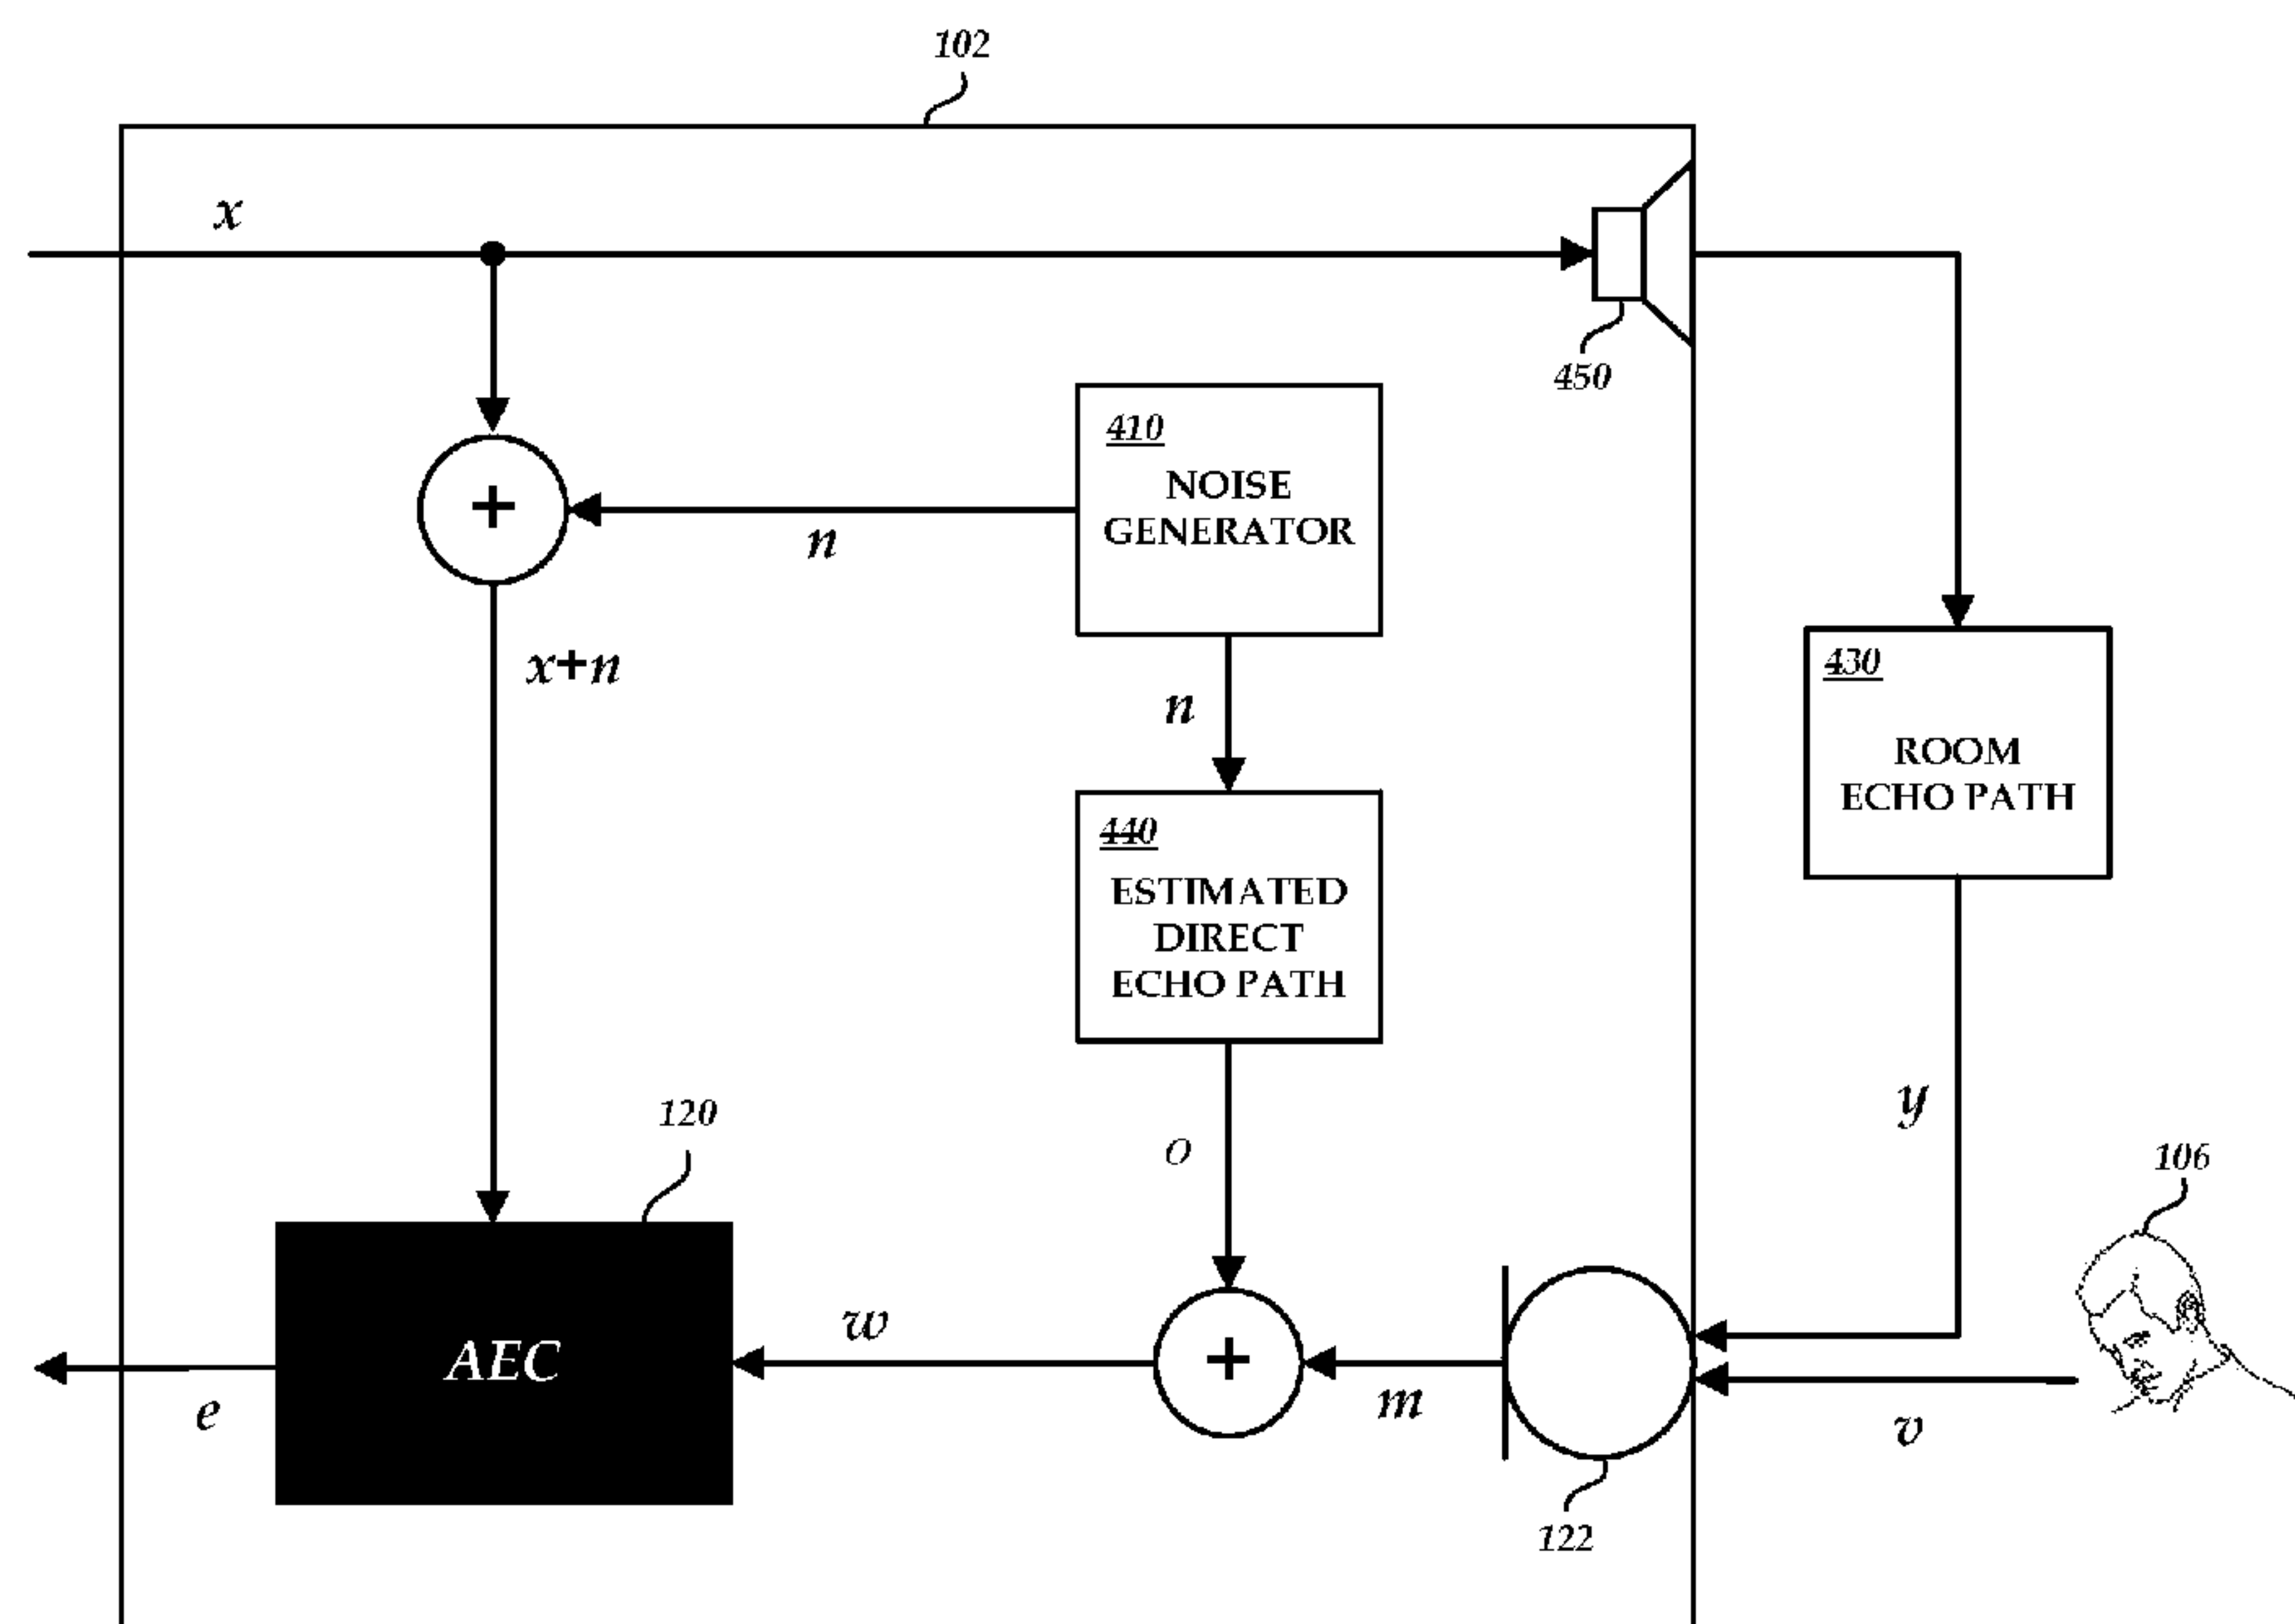 102
x
450
410
NOISE
GENERATOR
+
n
x+n
n
430
ROOM
ECHO PATH
440
ESTIMATED
DIRECT
ECHO PATH
120
o
y
106
AEC
w
+
m
e
v
122